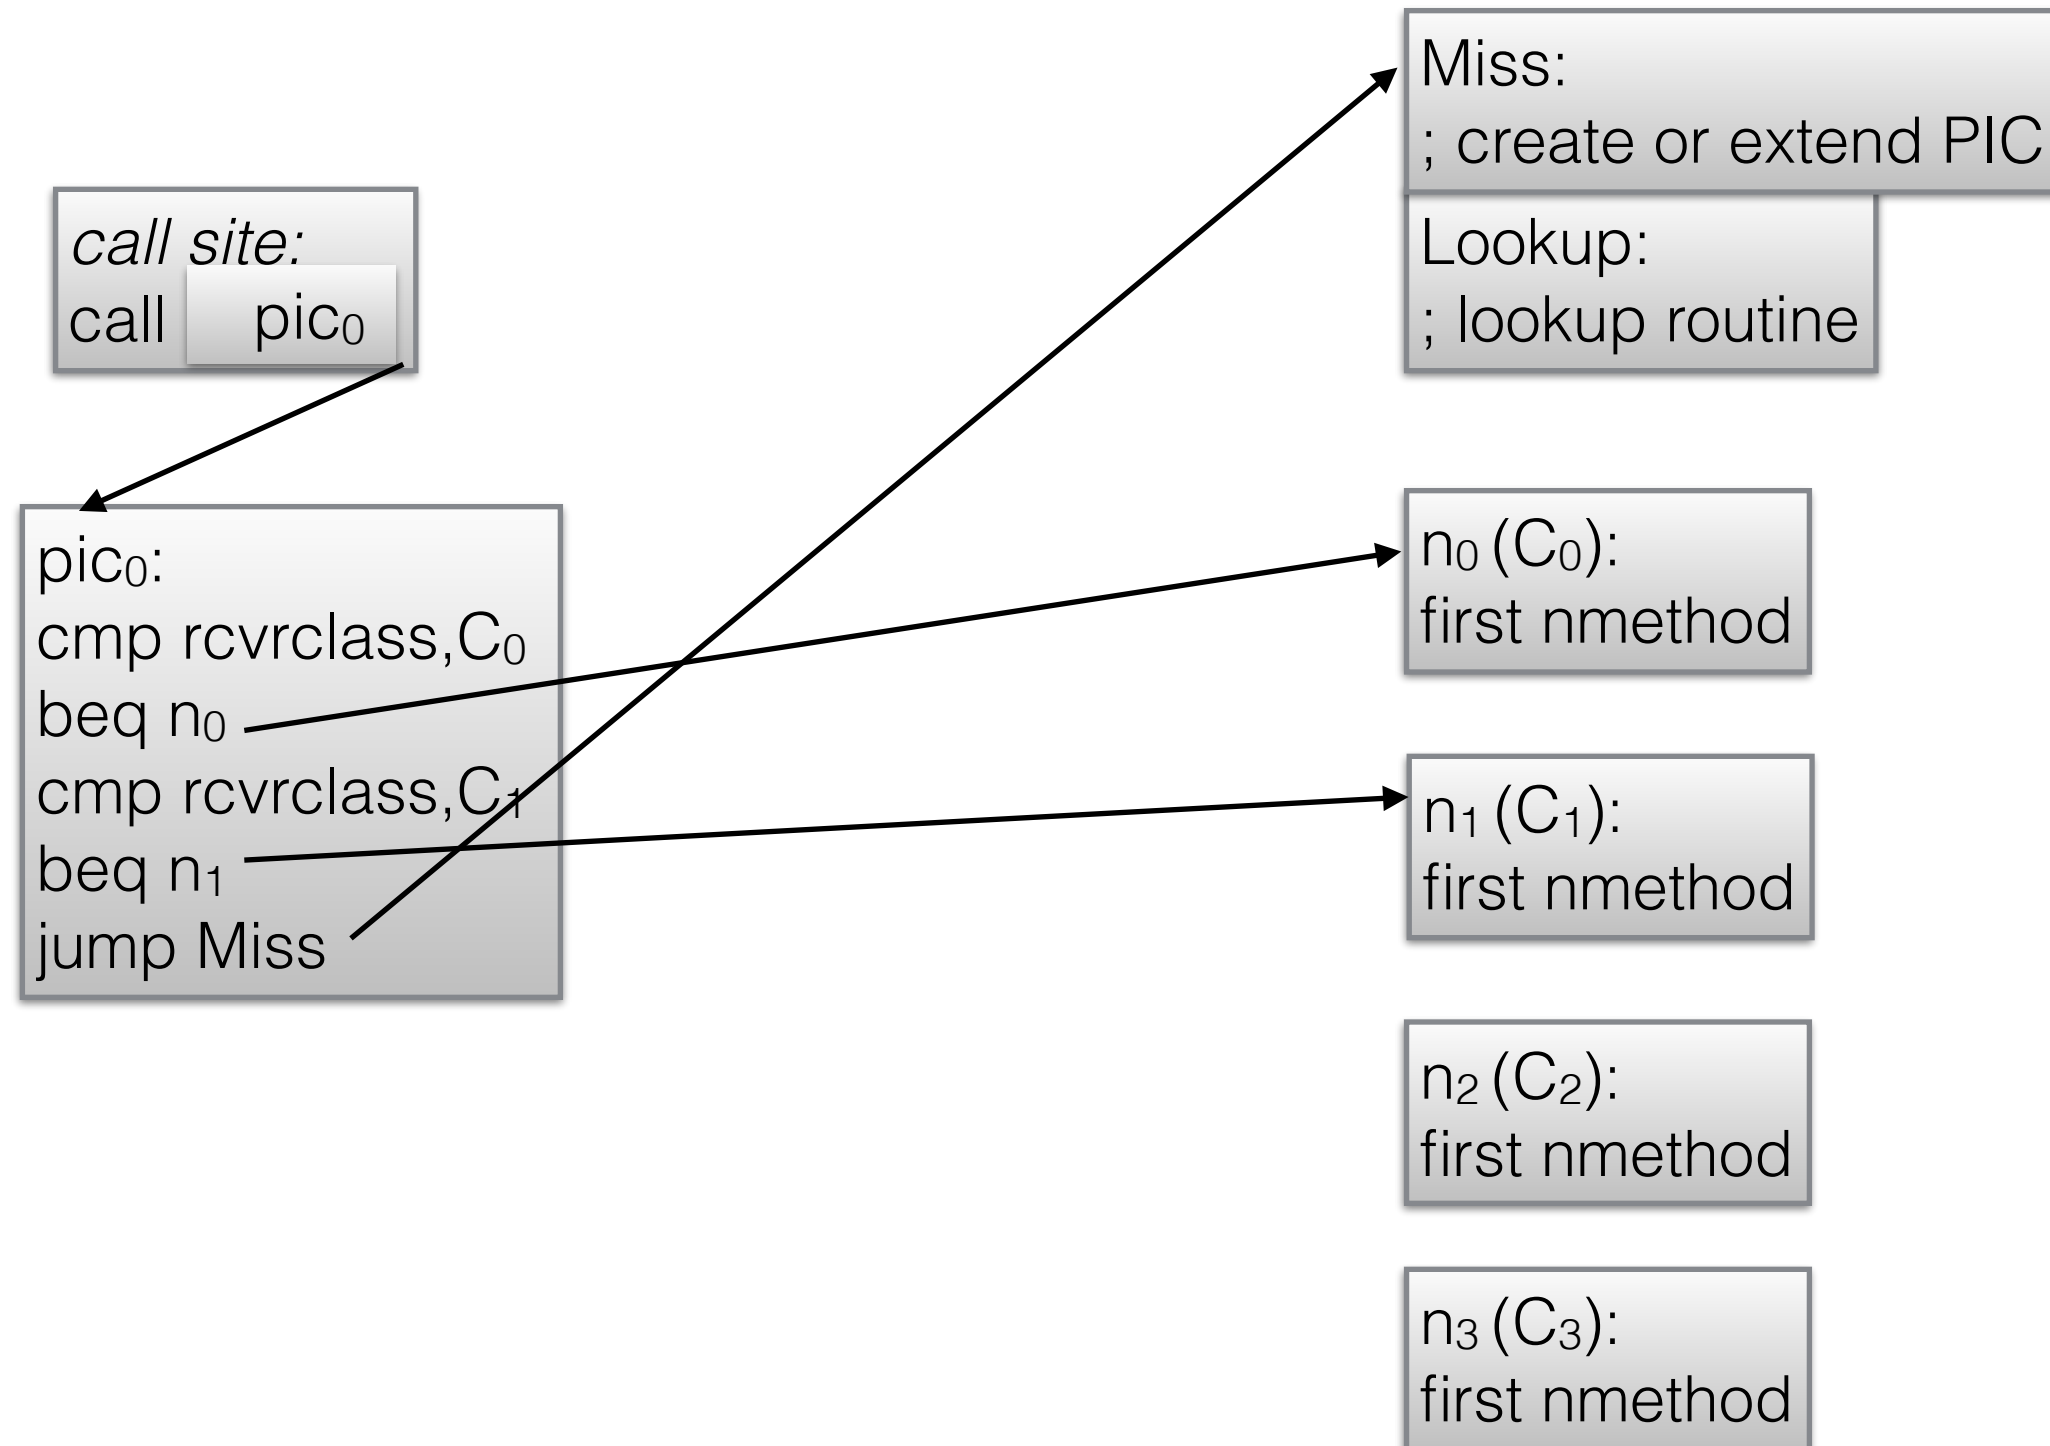 call site:
call pic₀
pic₀:
cmp rcvrclass,C₀
beq n₀
cmp rcvrclass,C₁
beq n₁
jump Miss
Miss:
; create or extend PIC
Lookup:
; lookup routine
n₀ (C₀):
first nmethod
n₁ (C₁):
first nmethod
n₂ (C₂):
first nmethod
n₃ (C₃):
first nmethod